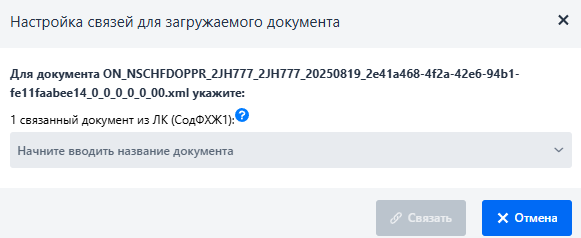 Настройка связей для загружаемого документа
Для документа ON_NSCHFDOPPR_2JH777_2JH777_20250819_2e41a468-4f2a-42e6-94b1-
fe11faabee14_0_0_0_0_0_00.xml укажите:
1 связанный документ из ЛК (СодФХЖ1):?
Начните вводить название документа
Связать
Отмена